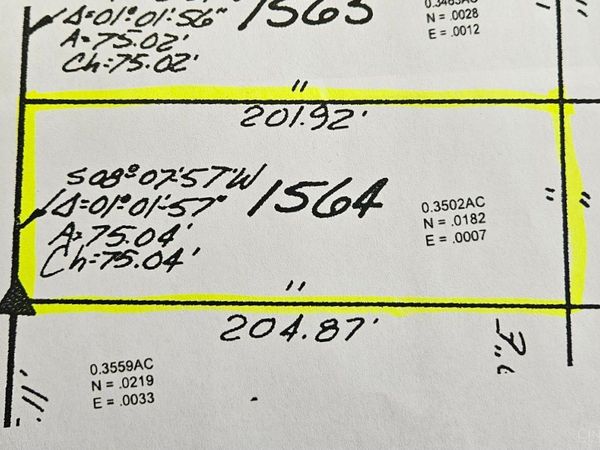 Δ=01°01'56" 1563
A=75.02'
Ch=75.02'
N = .0028
E = .0012
"
201.92'
S08°07'57"W
Δ=01°01'57" 1564
A=75.04'
Ch=75.04'
0.3502AC
N = .0182
E = .0007
" "
"
204.87'
0.3559AC
N = .0219
E = .0033